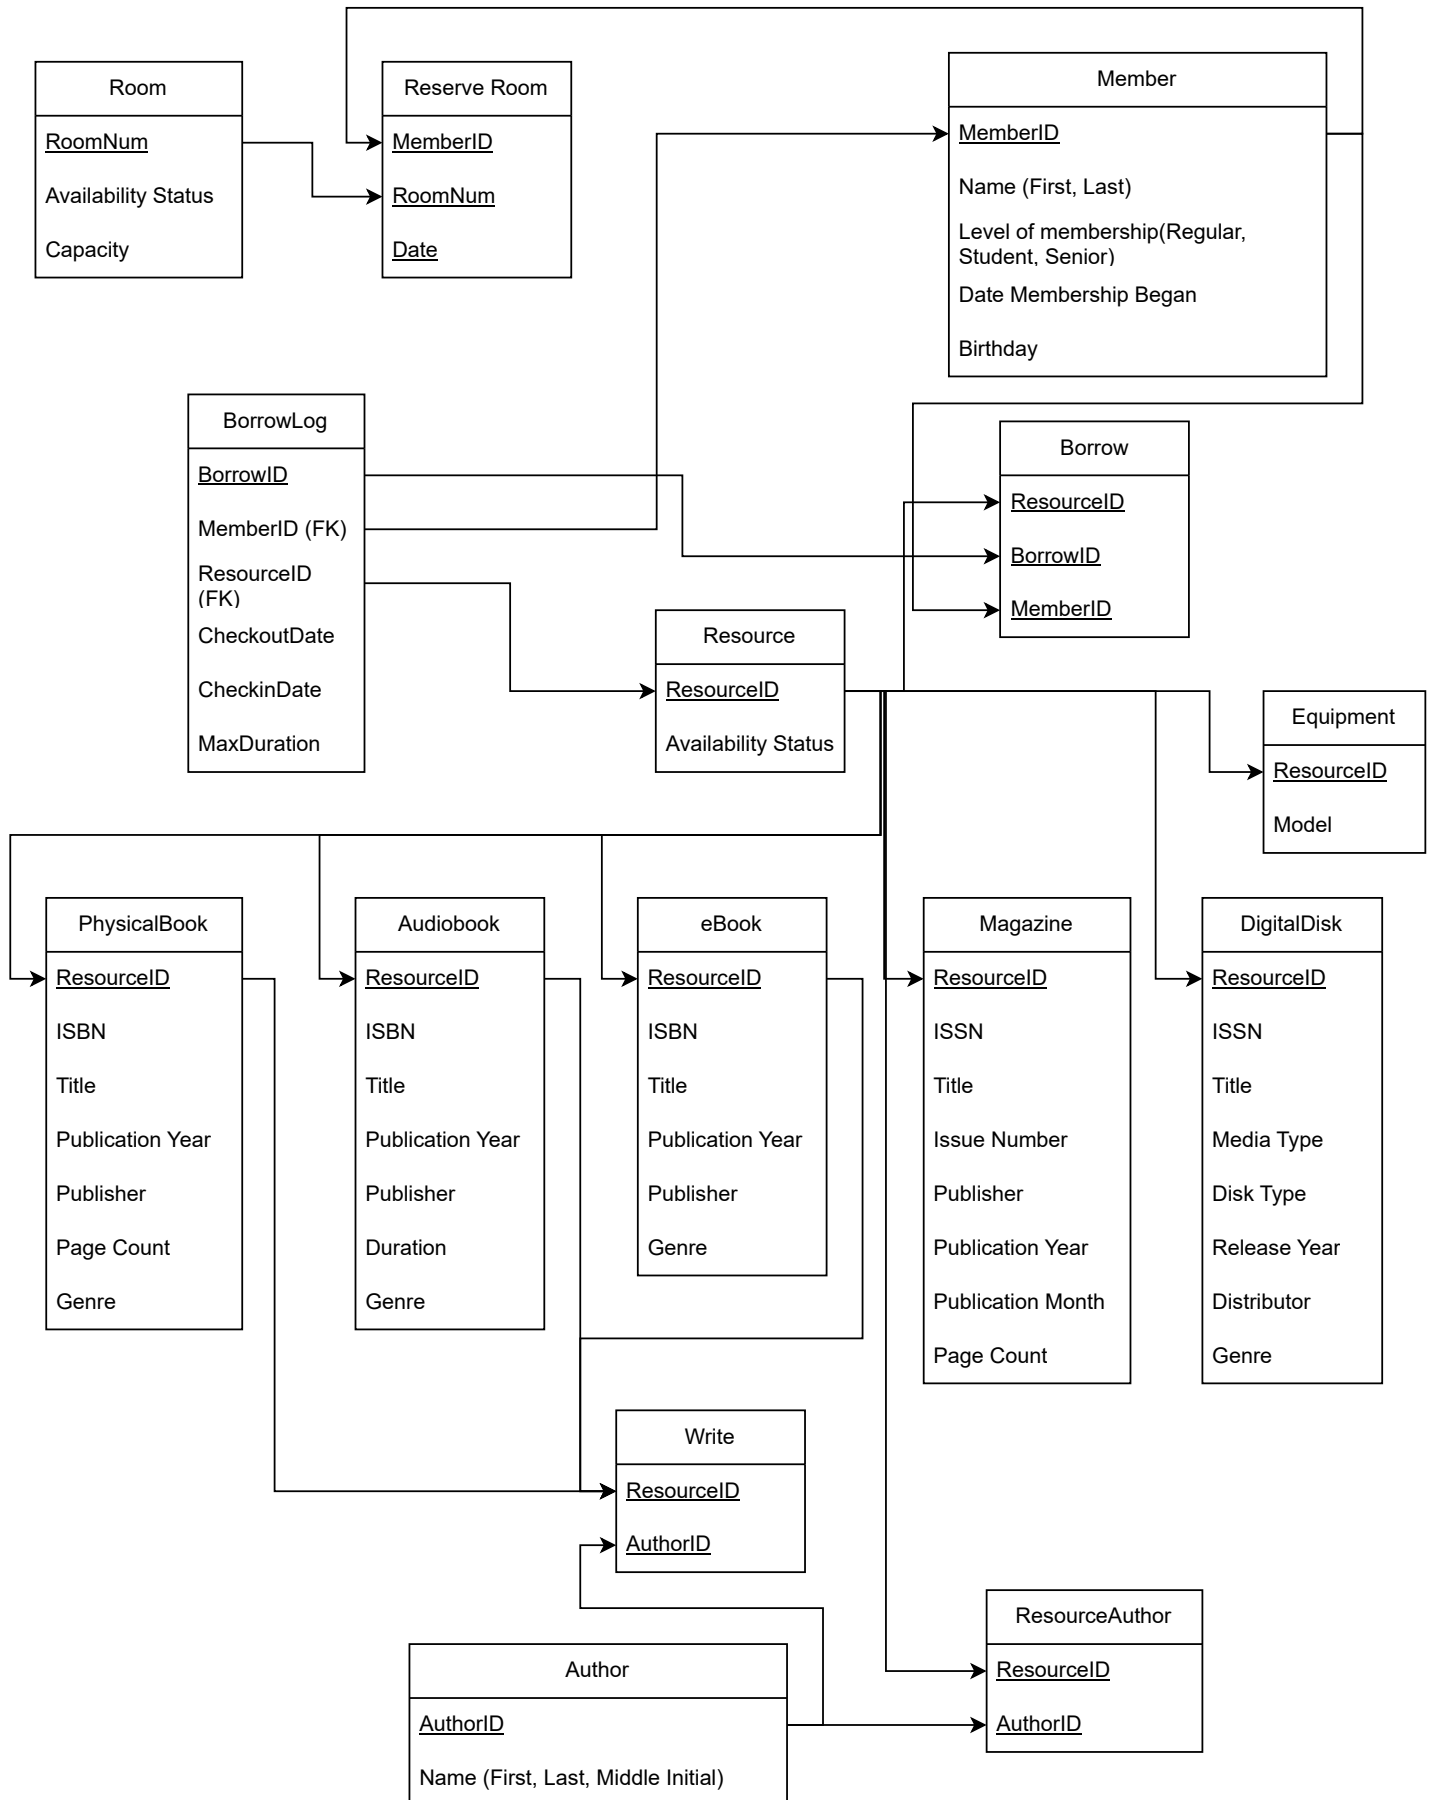 Room
RoomNum
Availability Status
Capacity
Reserve Room
MemberID
RoomNum
Date
Member
MemberID
Name (First, Last)
Level of membership(Regular,
Student, Senior)
Date Membership Began
Birthday
BorrowLog
BorrowID
MemberID (FK)
ResourceID
(FK)
CheckoutDate
CheckinDate
MaxDuration
Borrow
ResourceID
BorrowID
MemberID
Resource
ResourceID
Availability Status
Equipment
ResourceID
Model
PhysicalBook
ResourceID
ISBN
Title
Publication Year
Publisher
Page Count
Genre
Audiobook
ResourceID
ISBN
Title
Publication Year
Publisher
Duration
Genre
eBook
ResourceID
ISBN
Title
Publication Year
Publisher
Genre
Magazine
ResourceID
ISSN
Title
Issue Number
Publisher
Publication Year
Publication Month
Page Count
DigitalDisk
ResourceID
ISSN
Title
Media Type
Disk Type
Release Year
Distributor
Genre
Write
ResourceID
AuthorID
Author
AuthorID
Name (First, Last, Middle Initial)
ResourceAuthor
ResourceID
AuthorID